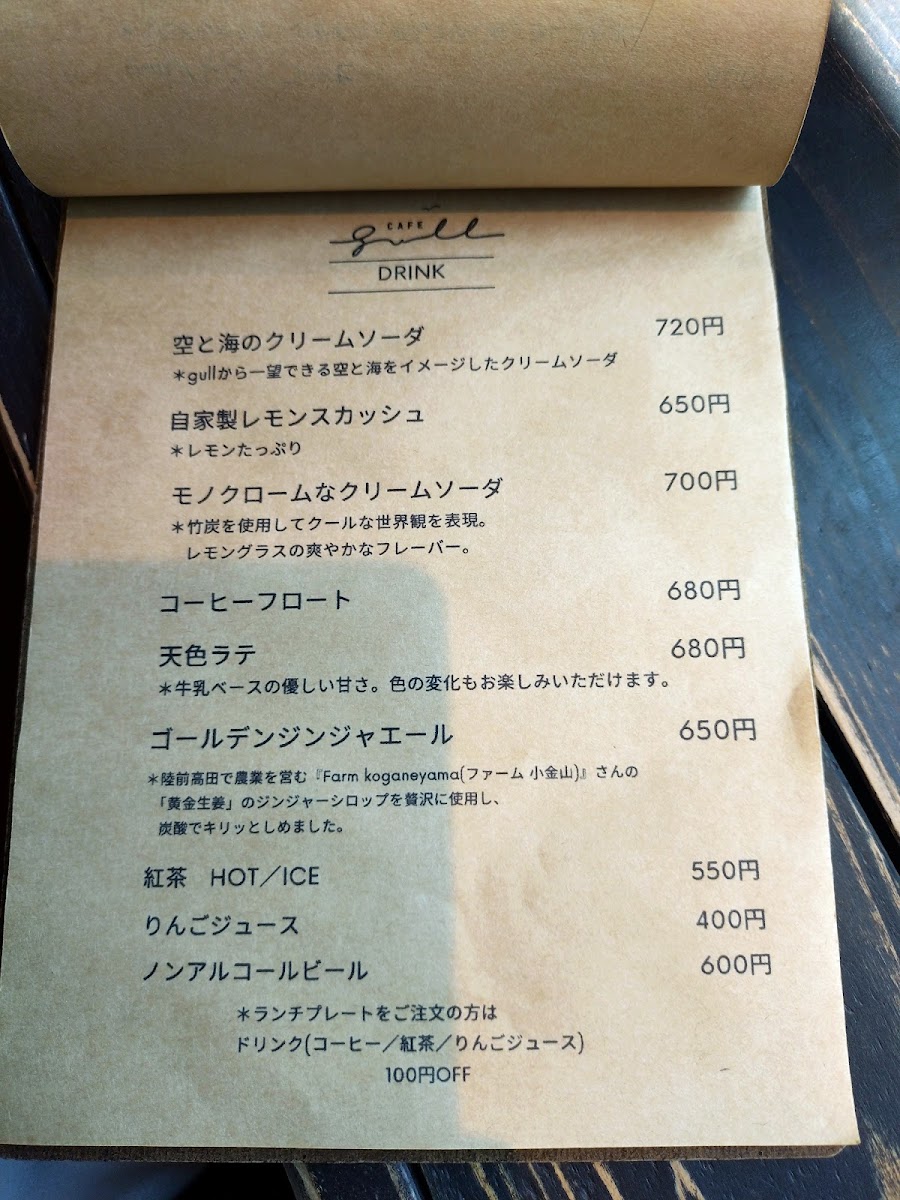 CAFE
gull
DRINK
空と海のクリームソーダ 720円
＊gullから一望できる空と海をイメージしたクリームソーダ
自家製レモンスカッシュ 650円
＊レモンたっぷり
モノクロームなクリームソーダ 700円
＊竹炭を使用してクールな世界観を表現。
レモングラスの爽やかなフレーバー。
コーヒーフロート 680円
天色ラテ 680円
＊牛乳ベースの優しい甘さ。色の変化もお楽しみいただけます。
ゴールデンジンジャエール 650円
＊陸前高田で農業を営む『Farm koganeyama(ファーム 小金山)』さんの
「黄金生姜」のジンジャーシロップを贅沢に使用し、
炭酸でキリッとしめました。
紅茶　HOT／ICE 550円
りんごジュース 400円
ノンアルコールビール 600円
＊ランチプレートをご注文の方は
ドリンク(コーヒー／紅茶／りんごジュース)
100円OFF